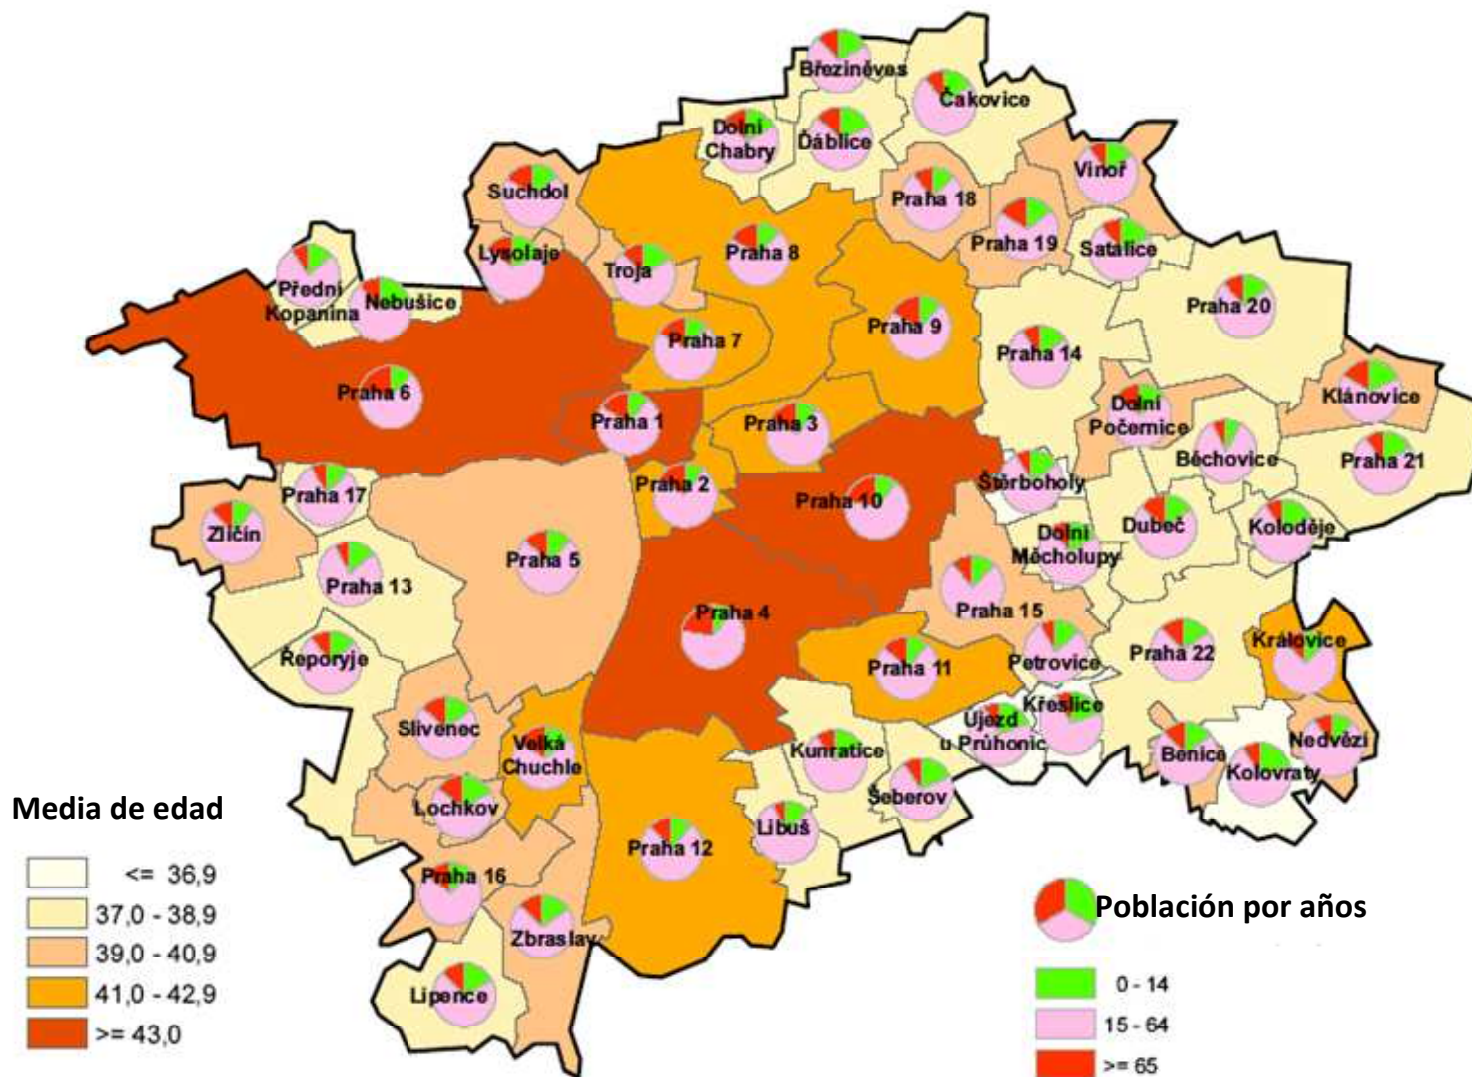 Březiněves
Čakovice
Dolní
Chabry
Ďáblice
Vinoř
Suchdol
Praha 18
Praha 19
Satalice
Lysolaje
Troja
Praha 8
Přední
Kopanina
Nebušice
Praha 20
Praha 9
Praha 7
Praha 14
Praha 6
Klánovice
Dolní
Počernice
Praha 1
Praha 3
Běchovice
Praha 21
Praha 17
Praha 2
Praha 10
Štěrboholy
Zličín
Dubeč
Koloděje
Dolní
Měcholupy
Praha 5
Praha 13
Praha 15
Praha 4
Královice
Řeporyje
Praha 11
Petrovice
Praha 22
Slivenec
Křeslice
Újezd
u Průhonic
Velká
Chuchle
Kunratice
Benice
Nedvězí
Kolovraty
Šeberov
Lochkov
Libuš
Praha 12
Praha 16
Zbraslav
Lipence
Media de edad
<= 36,9
37,0 - 38,9
39,0 - 40,9
41,0 - 42,9
>= 43,0
Población por años
0 - 14
15 - 64
>= 65